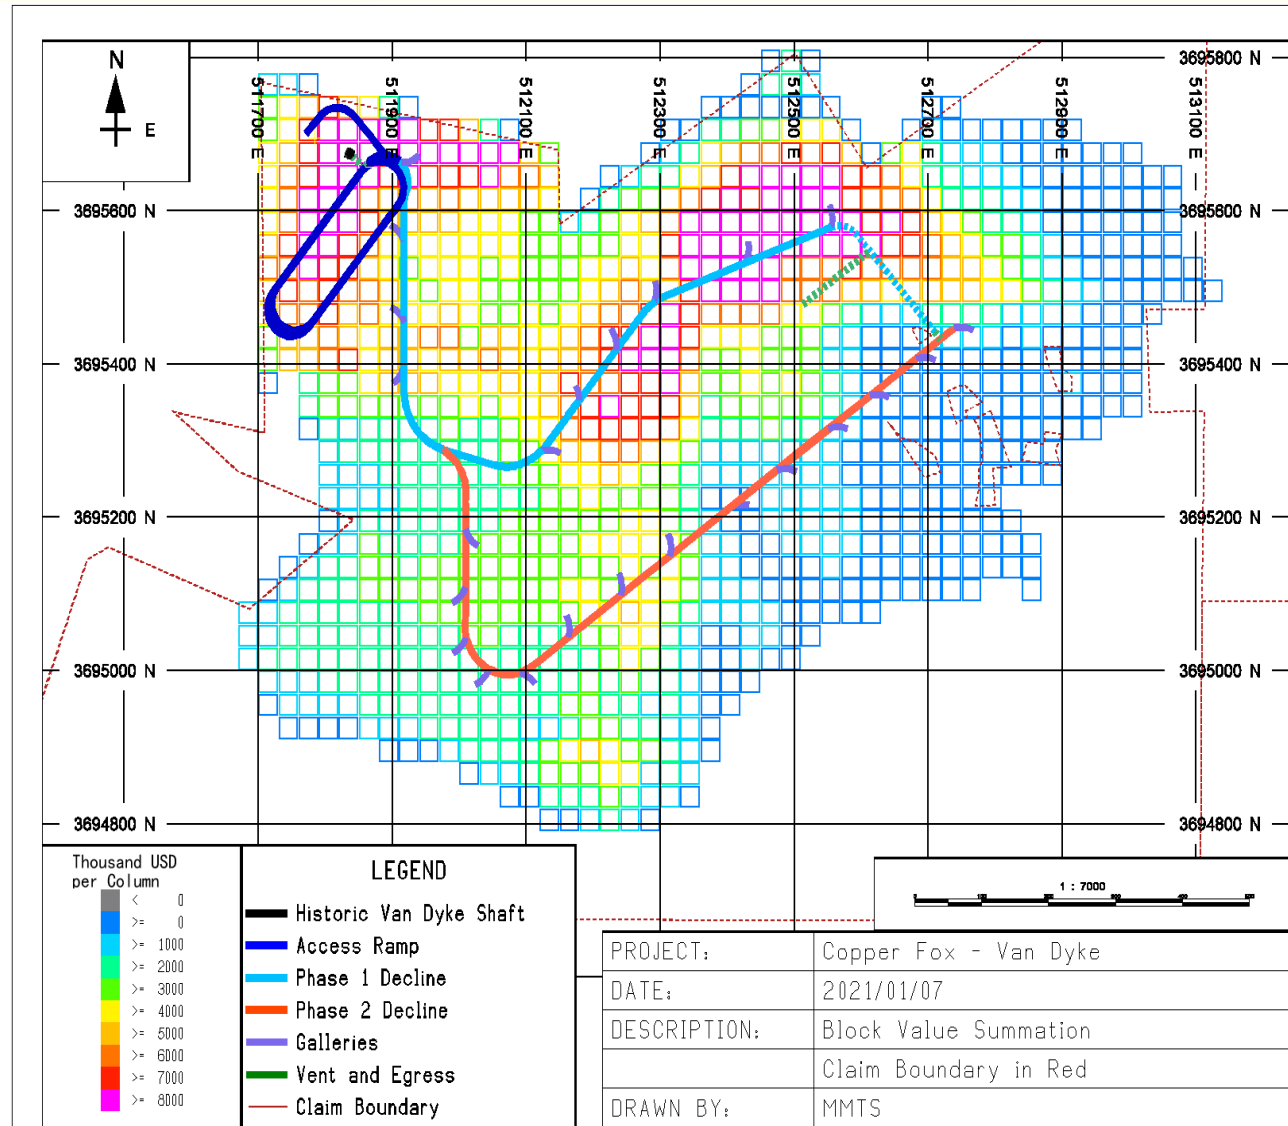 N
E
511700 E
511900 E
512100 E
512300 E
512500 E
512700 E
512900 E
513100 E
3695800 N
3695600 N
3695600 N
3695400 N
3695400 N
3695200 N
3695200 N
3695000 N
3695000 N
3694800 N
3694800 N
Thousand USD
per Column
< 0
>= 0
>= 1000
>= 2000
>= 3000
>= 4000
>= 5000
>= 6000
>= 7000
>= 8000
LEGEND
Historic Van Dyke Shaft
Access Ramp
Phase 1 Decline
Phase 2 Decline
Galleries
Vent and Egress
Claim Boundary
1 : 7000
PROJECT: Copper Fox - Van Dyke
DATE: 2021/01/07
DESCRIPTION: Block Value Summation
Claim Boundary in Red
DRAWN BY: MMTS